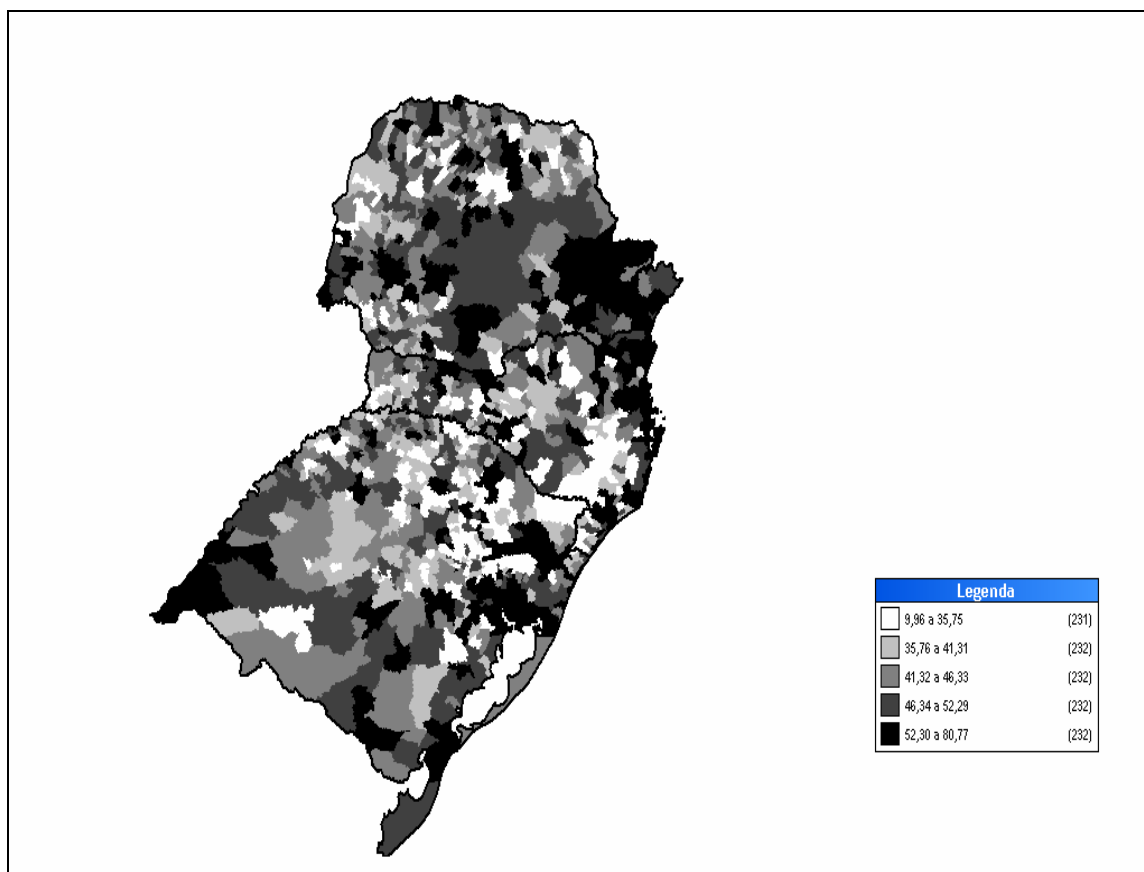 Legenda
9,96 a 35,75 (231)
35,76 a 41,31 (232)
41,32 a 46,33 (232)
46,34 a 52,29 (232)
52,30 a 80,77 (232)